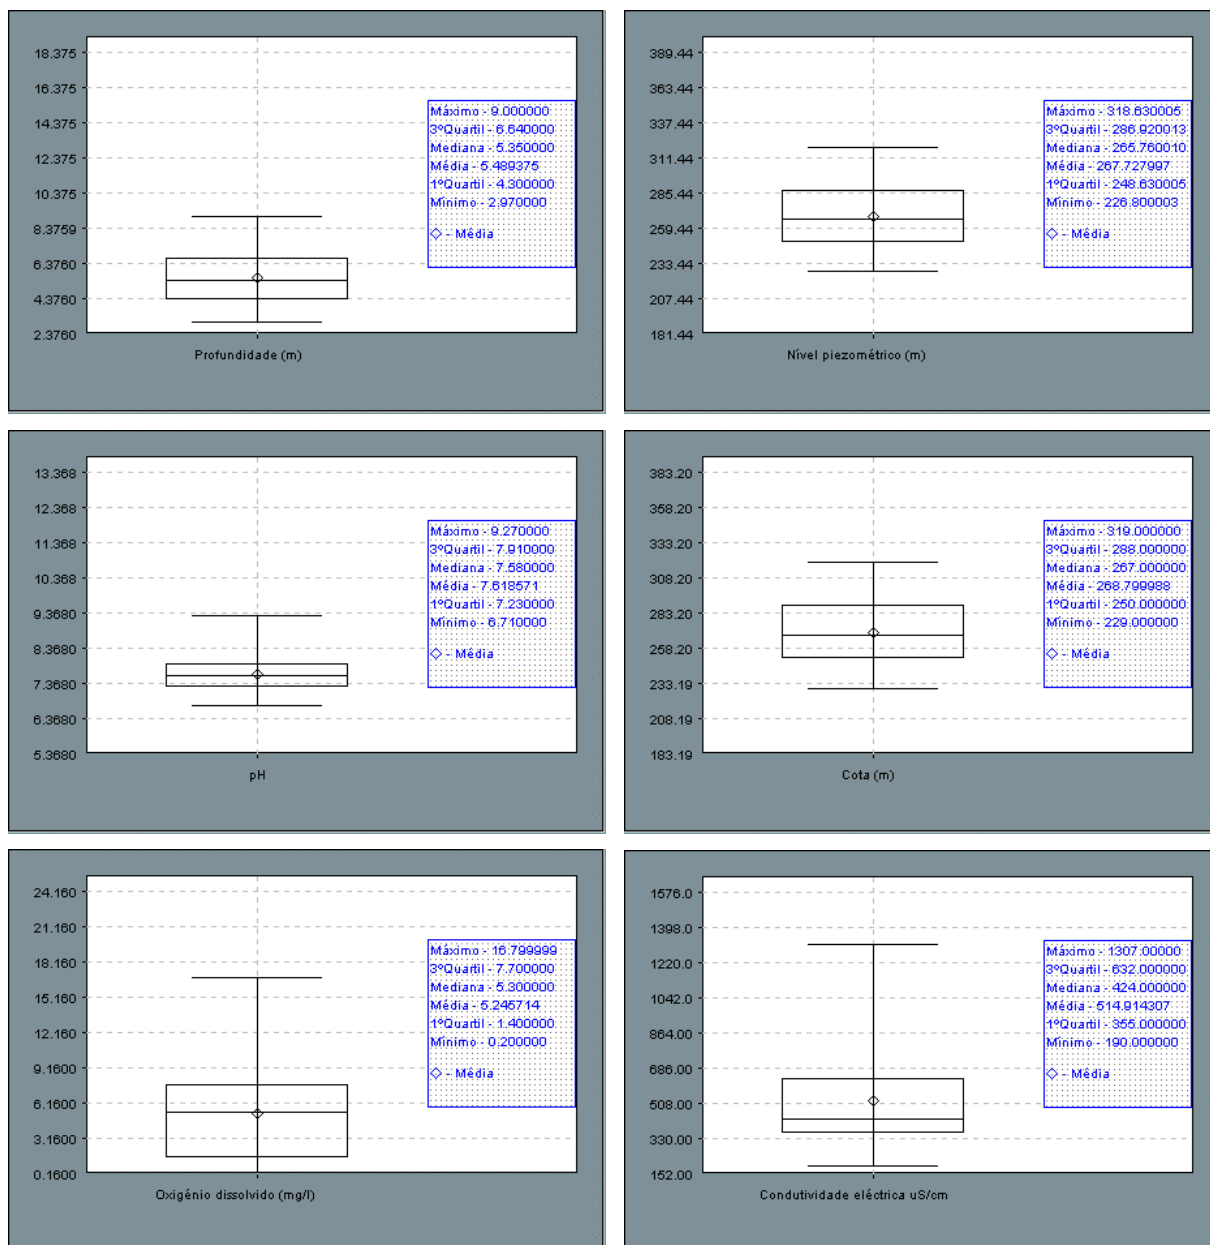 18.375
16.375
14.375
12.375
10.375
8.3759
6.3760
4.3760
2.3760
Máximo - 9.000000
3ºQuartil - 6.640000
Mediana - 5.350000
Média - 5.489375
1ºQuartil - 4.300000
Mínimo - 2.970000
- Média
Profundidade (m)
389.44
363.44
337.44
311.44
285.44
259.44
233.44
207.44
181.44
Máximo - 318.630005
3ºQuartil - 286.920013
Mediana - 265.760010
Média - 267.727997
1ºQuartil - 248.630005
Mínimo - 226.800003
- Média
Nível piezométrico (m)
13.368
12.368
11.368
10.368
9.3680
8.3680
7.3680
6.3680
5.3680
Máximo - 9.270000
3ºQuartil - 7.910000
Mediana - 7.580000
Média - 7.618571
1ºQuartil - 7.230000
Mínimo - 6.710000
- Média
pH
383.20
358.20
333.20
308.20
283.20
258.20
233.19
208.19
183.19
Máximo - 319.000000
3ºQuartil - 288.000000
Mediana - 267.000000
Média - 268.799988
1ºQuartil - 250.000000
Mínimo - 229.000000
- Média
Cota (m)
24.160
21.160
18.160
15.160
12.160
9.1600
6.1600
3.1600
0.1600
Máximo - 16.799999
3ºQuartil - 7.700000
Mediana - 5.300000
Média - 5.245714
1ºQuartil - 1.400000
Mínimo - 0.200000
- Média
Oxigénio dissolvido (mg/l)
1576.0
1398.0
1220.0
1042.0
864.00
686.00
508.00
330.00
152.00
Máximo - 1307.00000
3ºQuartil - 632.000000
Mediana - 424.000000
Média - 514.914307
1ºQuartil - 355.000000
Mínimo - 190.000000
- Média
Condutividade eléctrica uS/cm